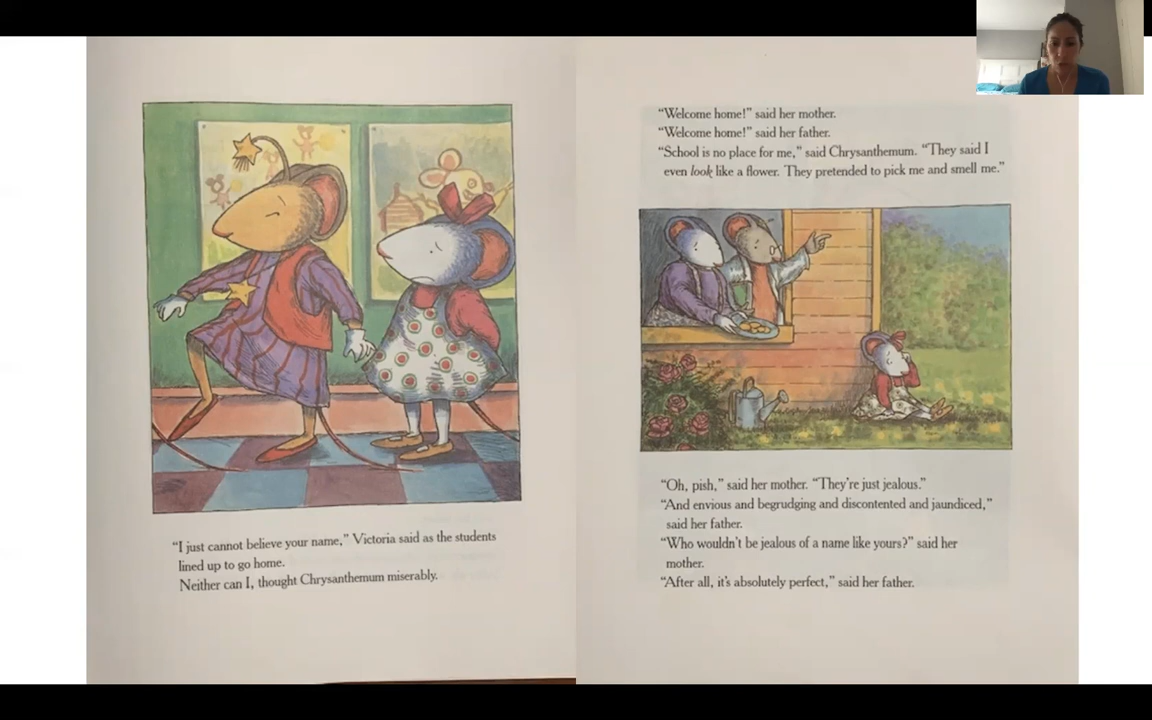 "I just cannot believe your name," Victoria said as the students
lined up to go home.
Neither can I, thought Chrysanthemum miserably.
"Welcome home!" said her mother.
"Welcome home!" said her father.
"School is no place for me," said Chrysanthemum. "They said I
even look like a flower. They pretended to pick me and smell me."
"Oh, pish," said her mother. "They're just jealous."
"And envious and begrudging and discontented and jaundiced,"
said her father.
"Who wouldn't be jealous of a name like yours?" said her
mother.
"After all, it's absolutely perfect," said her father.